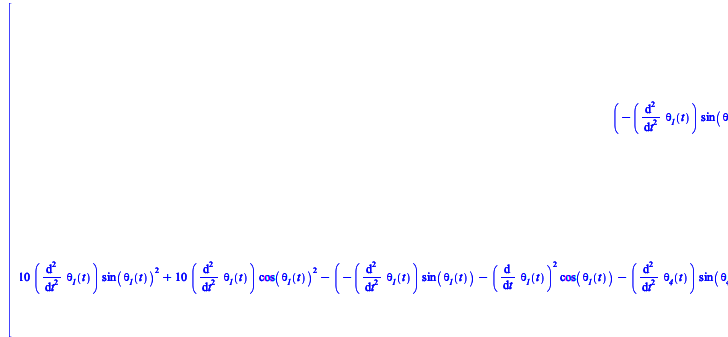 (-(d²/dt² θ₁(t)) sin(θ
10 (d²/dt² θ₁(t)) sin(θ₁(t))² + 10 (d²/dt² θ₁(t)) cos(θ₁(t))² - (-(d²/dt² θ₁(t)) sin(θ₁(t)) - (d/dt θ₁(t))² cos(θ₁(t)) - (d²/dt² θ₄(t)) sin(θ₄